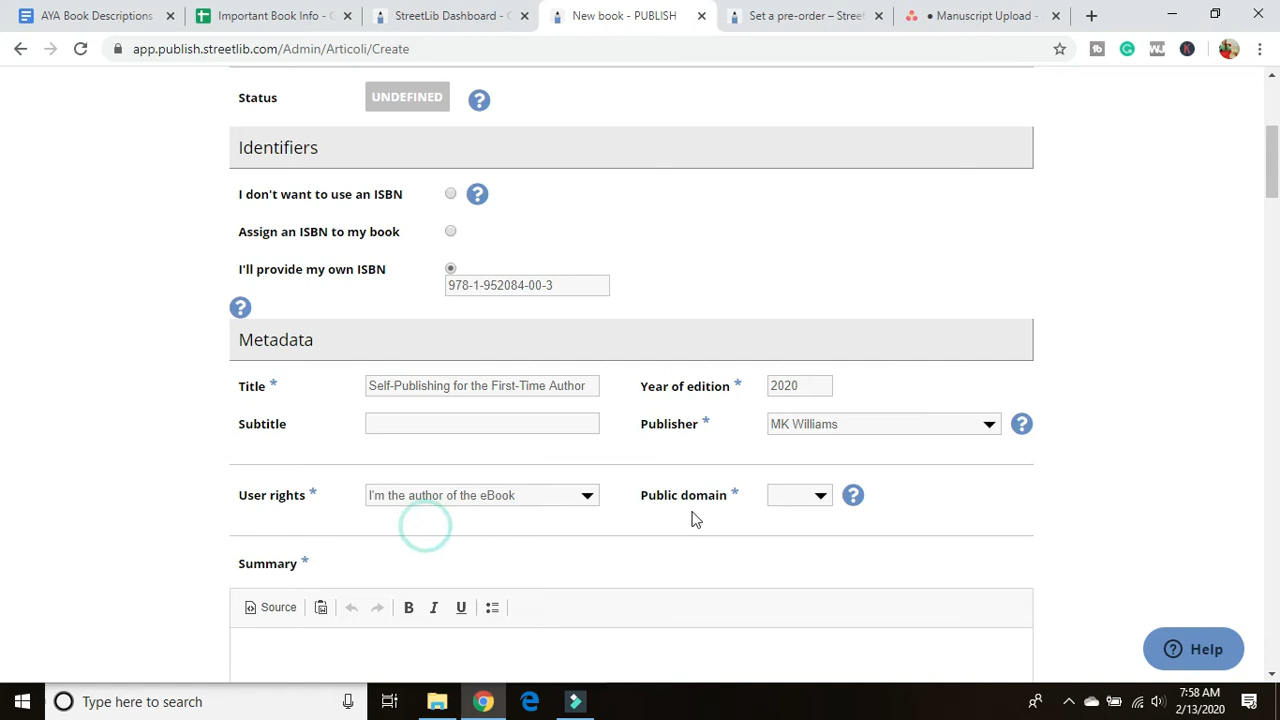 AYA Book Descriptions
Important Book Info - G
StreetLib Dashboard -
New book - PUBLISH
Set a pre-order – Street
• Manuscript Upload -
app.publish.streetlib.com/Admin/Articoli/Create
Status UNDEFINED ?
Identifiers
I don't want to use an ISBN ?
Assign an ISBN to my book
I'll provide my own ISBN
978-1-952084-00-3
?
Metadata
Title * Self-Publishing for the First-Time Author Year of edition * 2020
Subtitle Publisher * MK Williams ?
User rights * I'm the author of the eBook Public domain * ?
Summary *
Source B I U
? Help
Type here to search
7:58 AM
2/13/2020